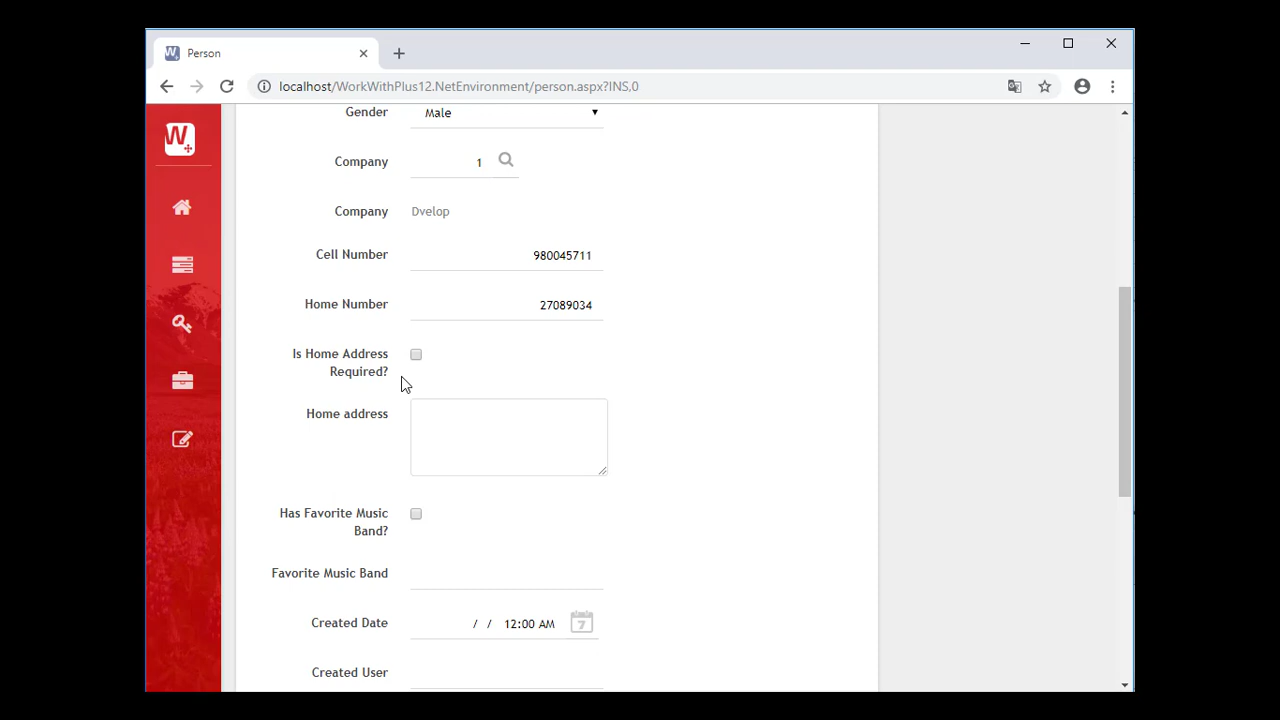 Person
localhost/WorkWithPlus12.NetEnvironment/person.aspx?INS,0
W
Gender Male
Company 1
Company Dvelop
Cell Number 980045711
Home Number 27089034
Is Home Address
Required?
Home address
Has Favorite Music
Band?
Favorite Music Band
Created Date / / 12:00 AM 7
Created User